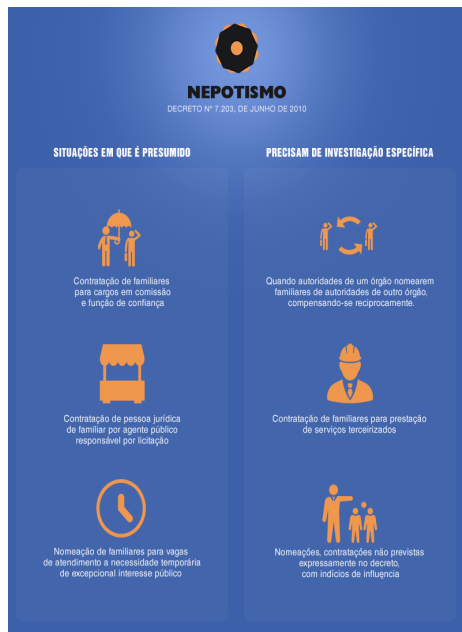 NEPOTISMO
DECRETO Nº 7.203, DE JUNHO DE 2010
SITUAÇÕES EM QUE É PRESUMIDO
Contratação de familiares
para cargos em comissão
e função de confiança
Contratação de pessoa jurídica
de familiar por agente público
responsável por licitação
Nomeação de familiares para vagas
de atendimento a necessidade temporária
de excepcional interesse público
PRECISAM DE INVESTIGAÇÃO ESPECÍFICA
Quando autoridades de um órgão nomearem
familiares de autoridades de outro órgão,
compensando-se reciprocamente.
Contratação de familiares para prestação
de serviços terceirizados
Nomeações, contratações não previstas
expressamente no decreto,
com indícios de influencia